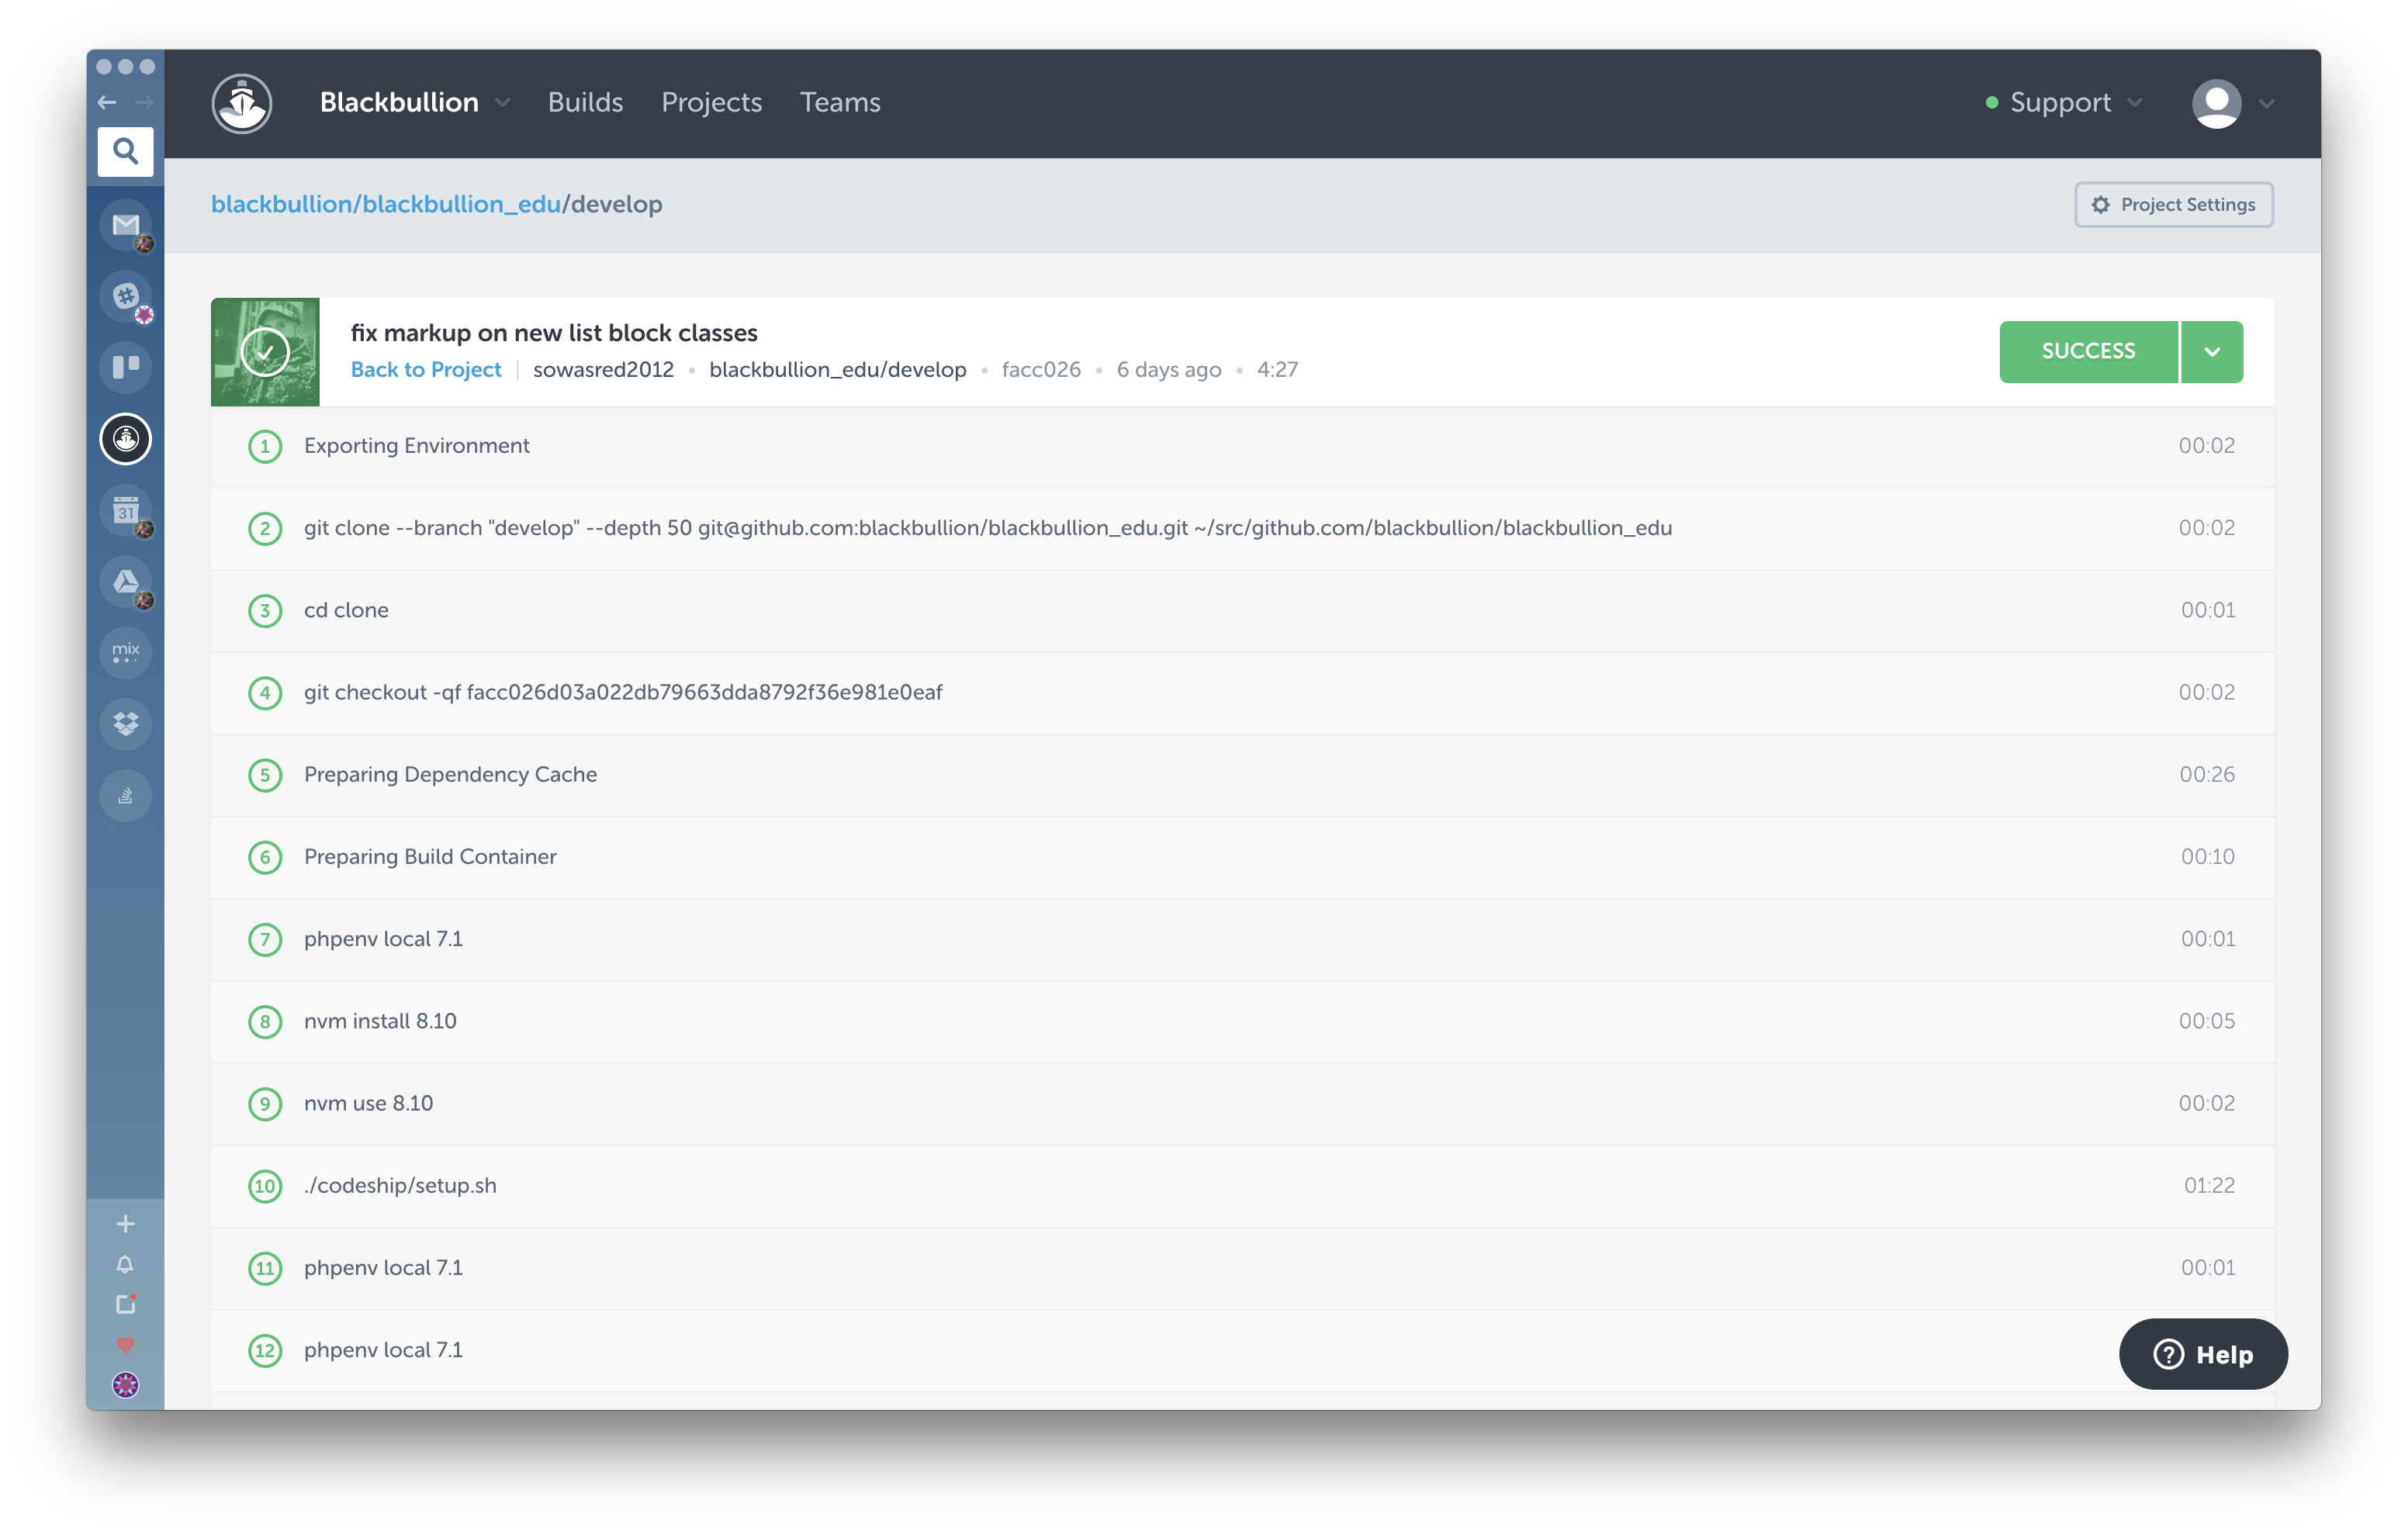 Blackbullion Builds Projects Teams Support
blackbullion/blackbullion_edu/develop Project Settings
fix markup on new list block classes
Back to Project sowasred2012 • blackbullion_edu/develop • facc026 • 6 days ago • 4:27
SUCCESS
1 Exporting Environment 00:02
2 git clone --branch "develop" --depth 50 git@github.com:blackbullion/blackbullion_edu.git ~/src/github.com/blackbullion/blackbullion_edu 00:02
3 cd clone 00:01
4 git checkout -qf facc026d03a022db79663dda8792f36e981e0eaf 00:02
5 Preparing Dependency Cache 00:26
6 Preparing Build Container 00:10
7 phpenv local 7.1 00:01
8 nvm install 8.10 00:05
9 nvm use 8.10 00:02
10 ./codeship/setup.sh 01:22
11 phpenv local 7.1 00:01
12 phpenv local 7.1
Help
31
mix